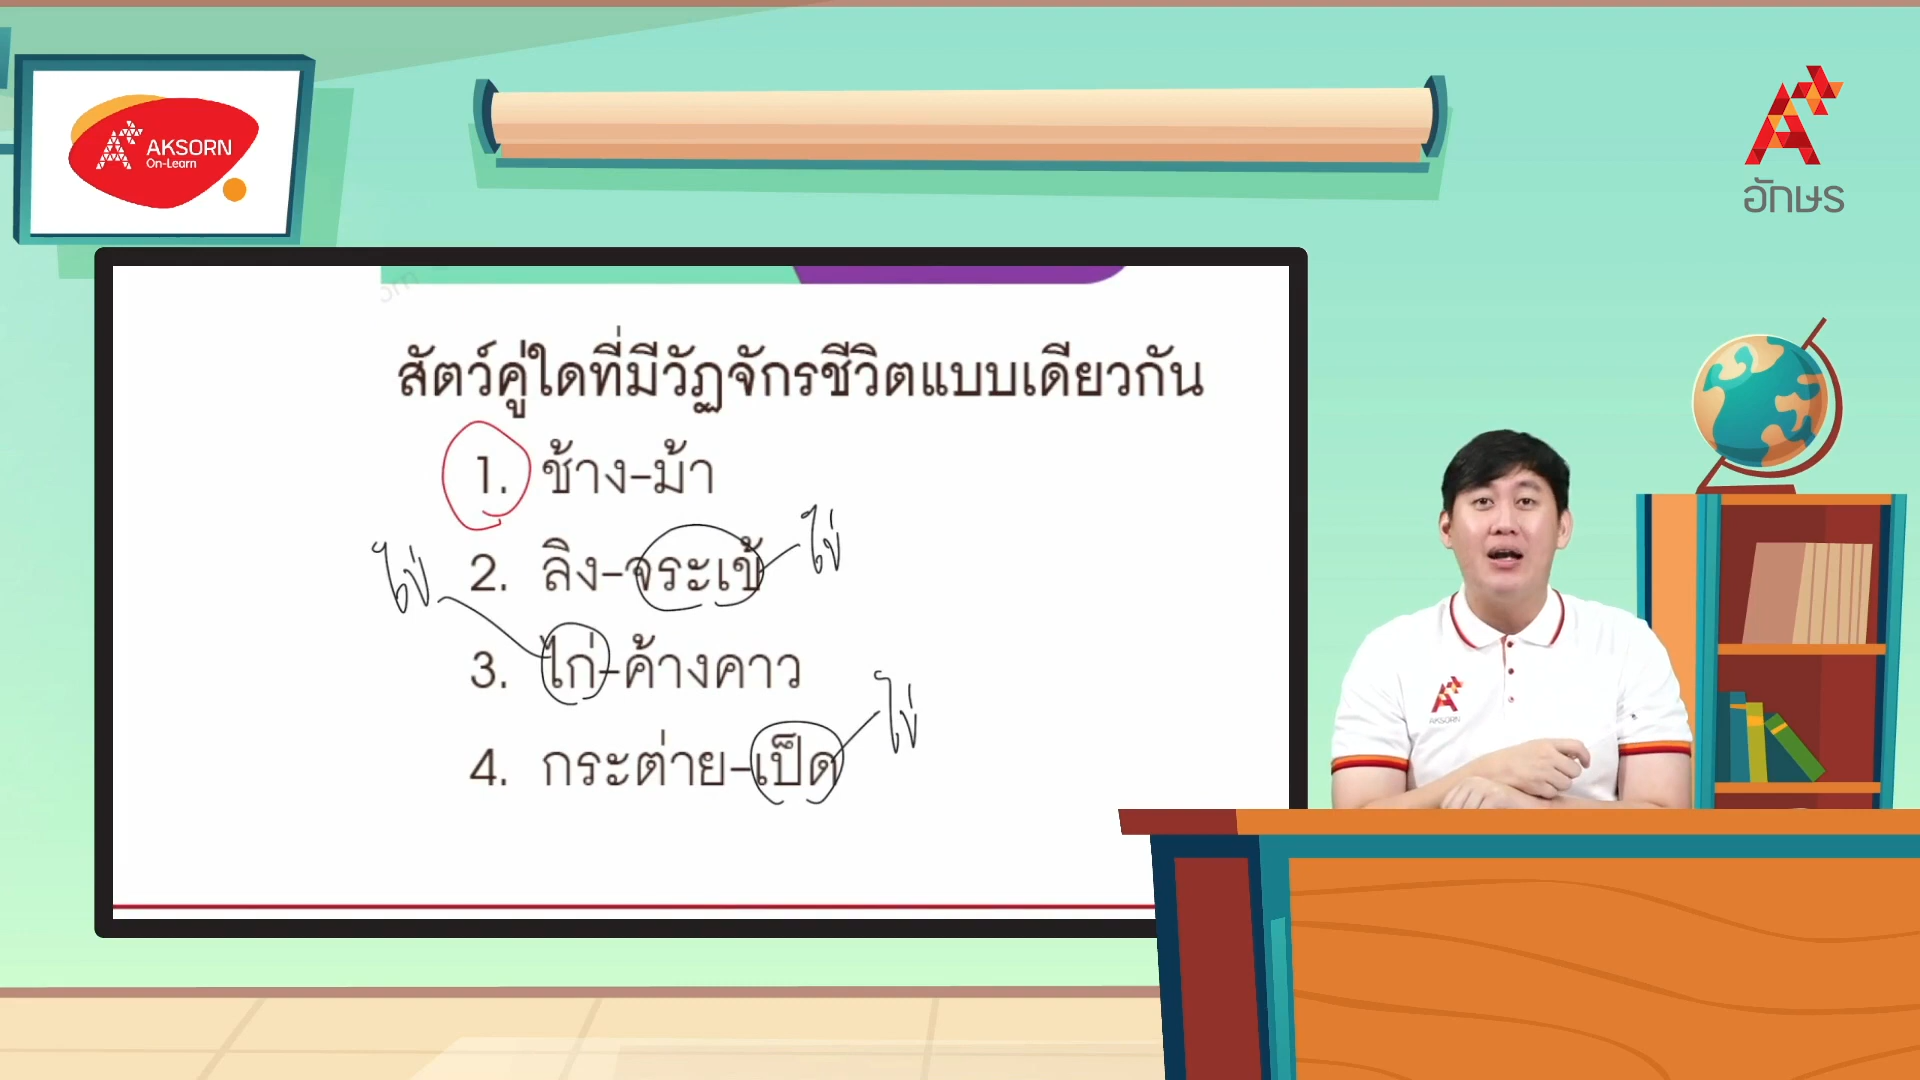 AKSORN
On-Learn
อักษร
สัตว์คู่ใดที่มีวัฏจักรชีวิตแบบเดียวกัน
1. ช้าง-ม้า
2. ลิง-จระเข้
ไข่
ไข่
3. ไก่-ค้างคาว
4. กระต่าย-เป็ด
ไข่
AKSORN